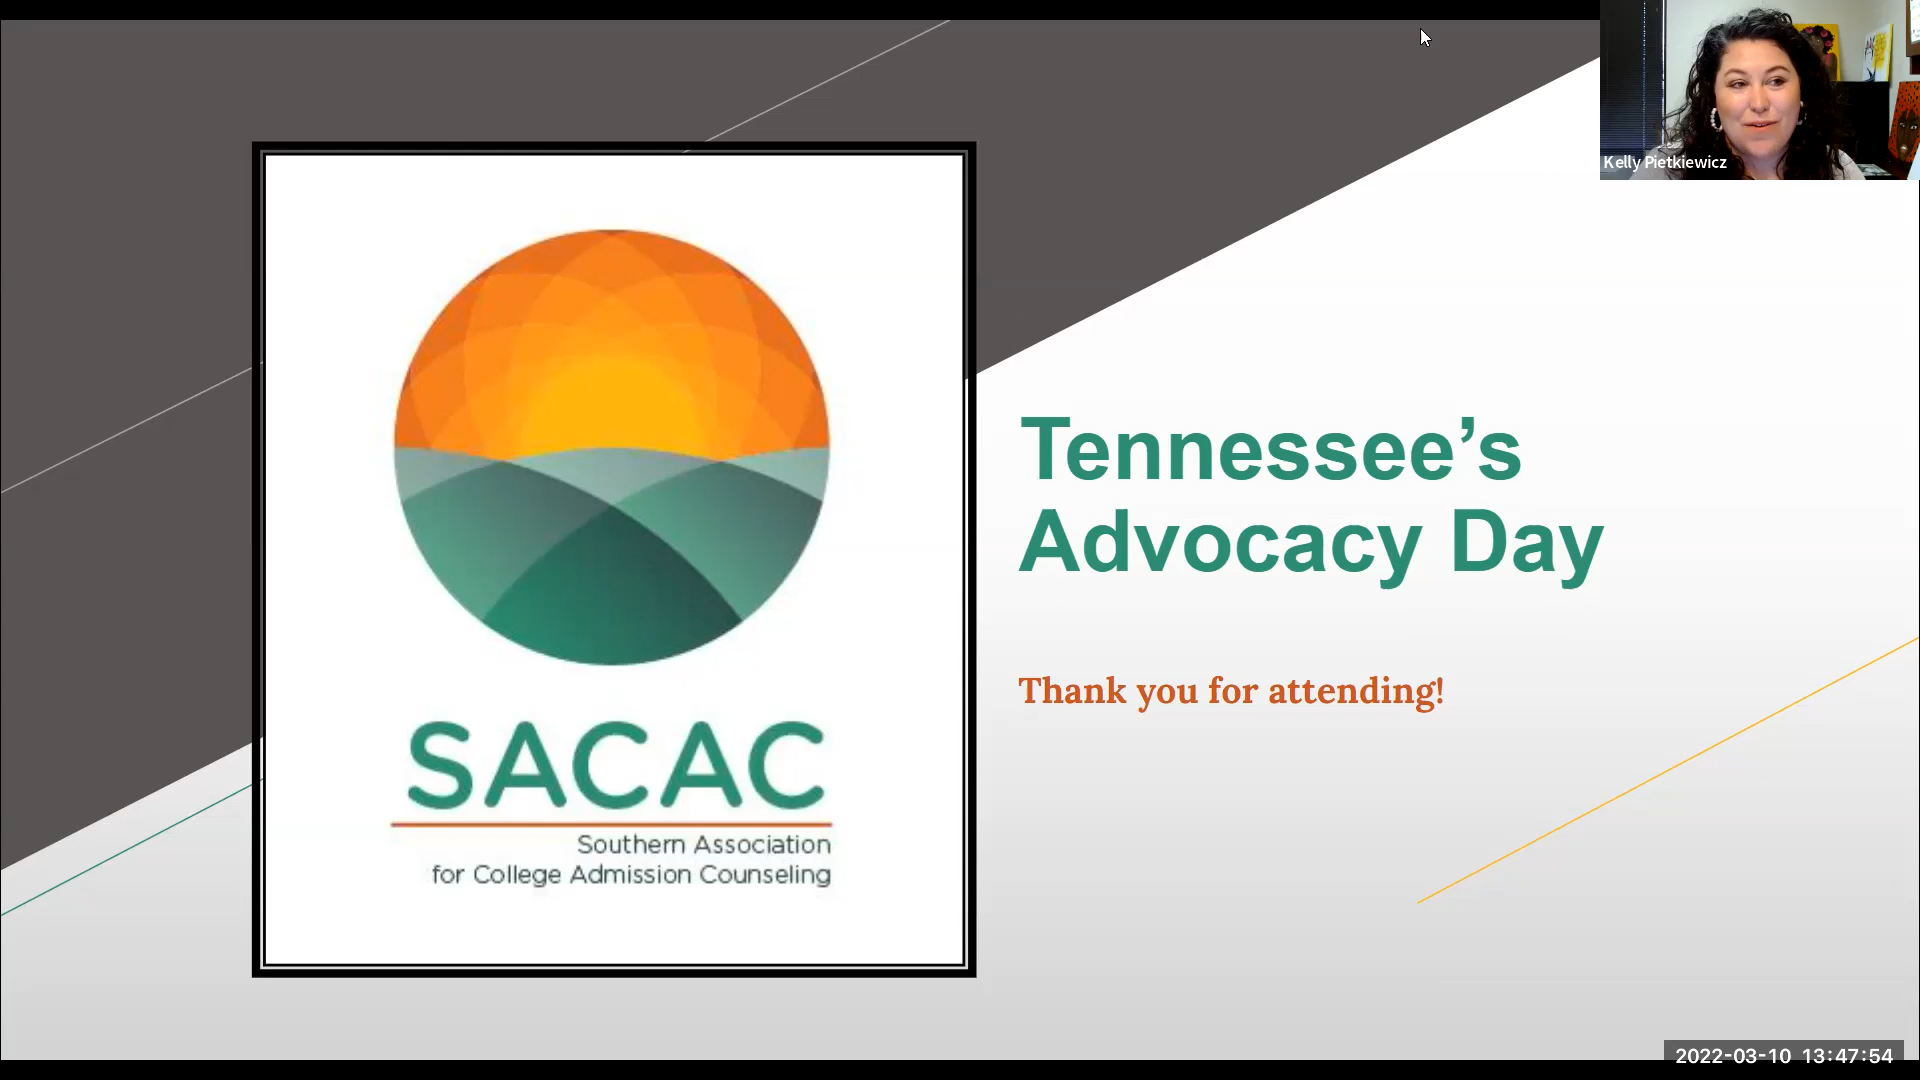 Kelly Pietkiewicz
Tennessee’s
Advocacy Day
Thank you for attending!
SACAC
Southern Association
for College Admission Counseling
2022-03-10 13:47:54